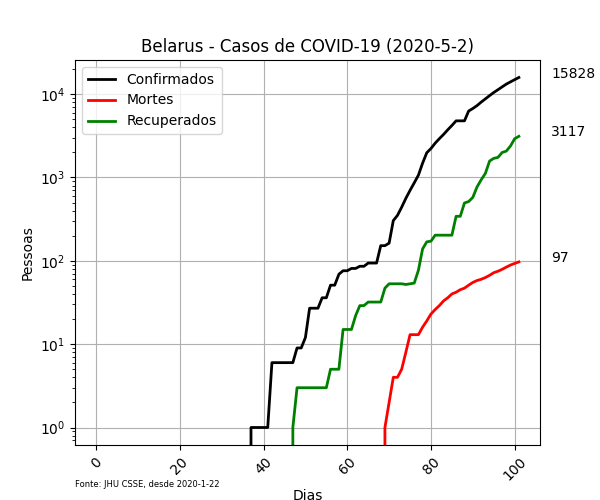 Belarus - Casos de COVID-19 (2020-5-2)
Confirmados
Mortes
Recuperados
15828
3117
97
10⁴
10³
10²
10¹
10⁰
Pessoas
0 20 40 60 80 100
Fonte: JHU CSSE, desde 2020-1-22
Dias